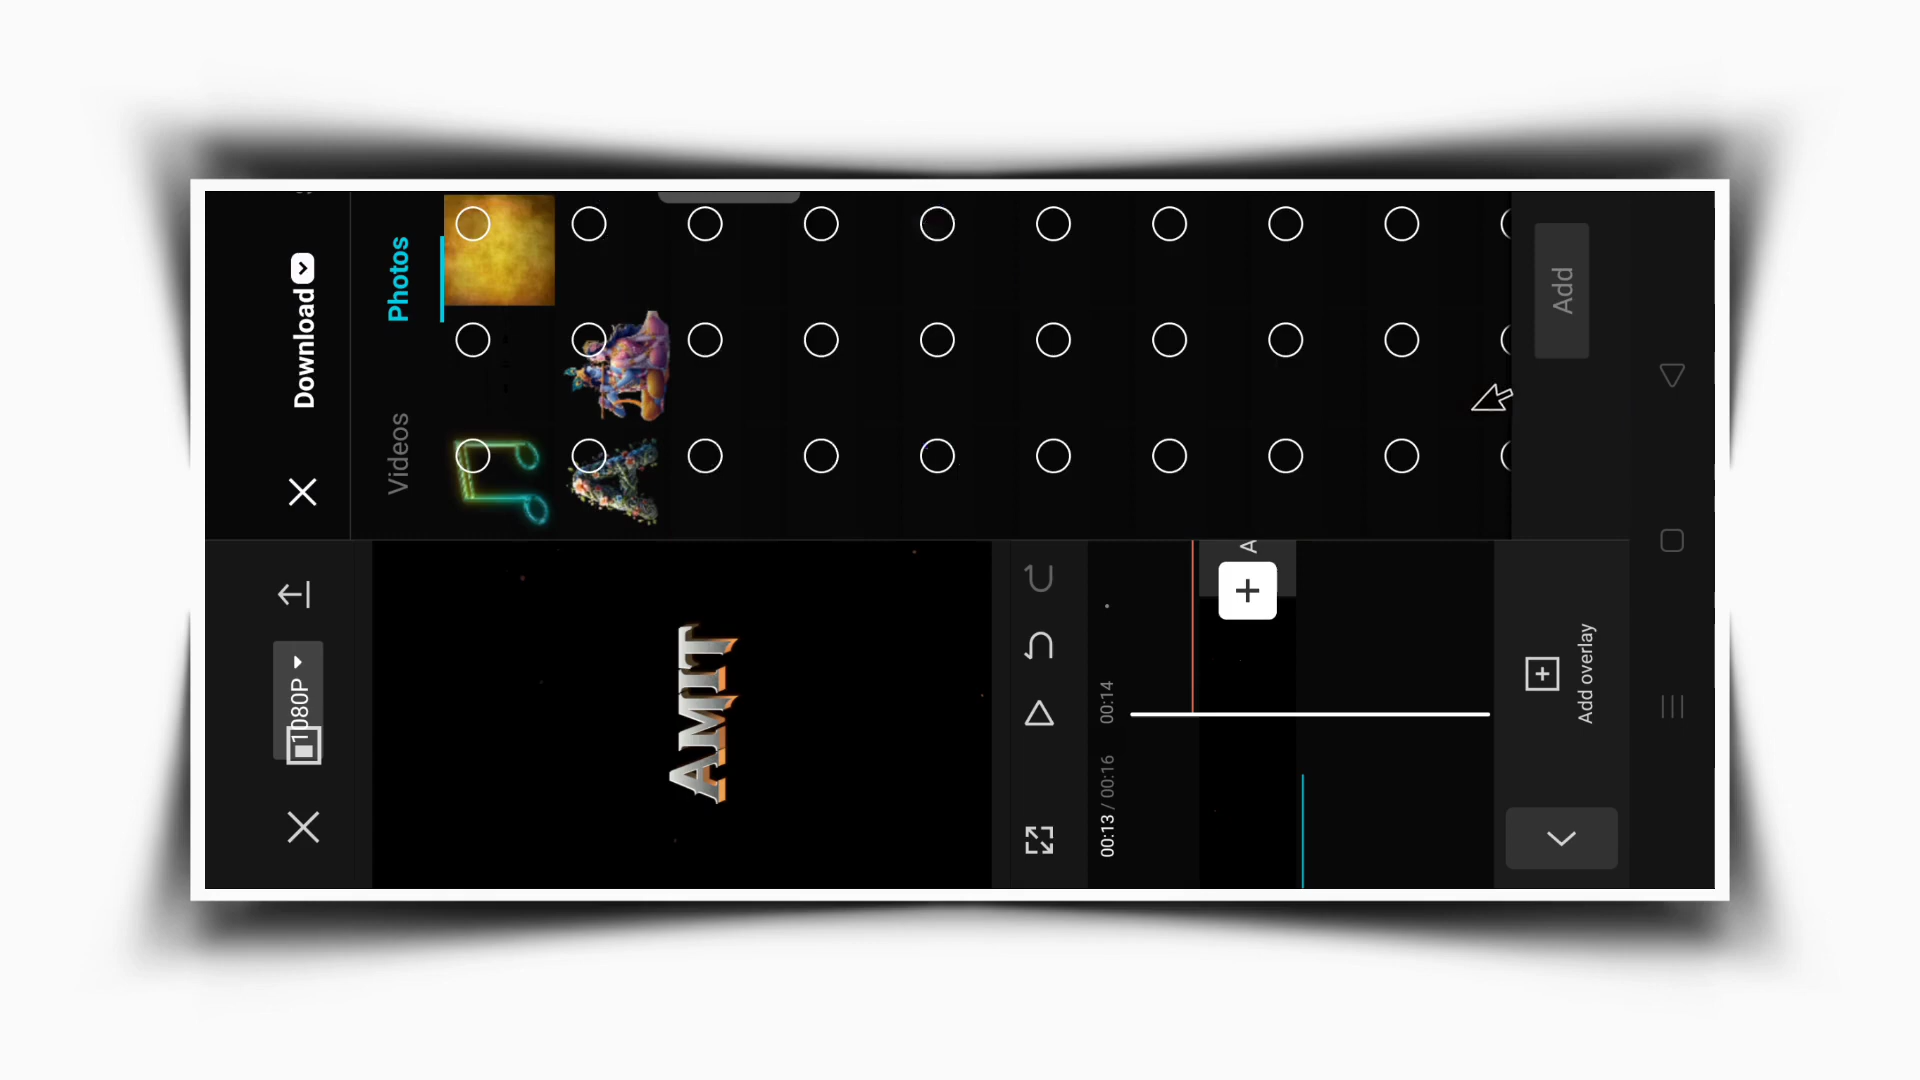 1080P
AMIT
00:13 / 00:16
00:14
A
Add overlay
Download
Videos
Photos
A
Add